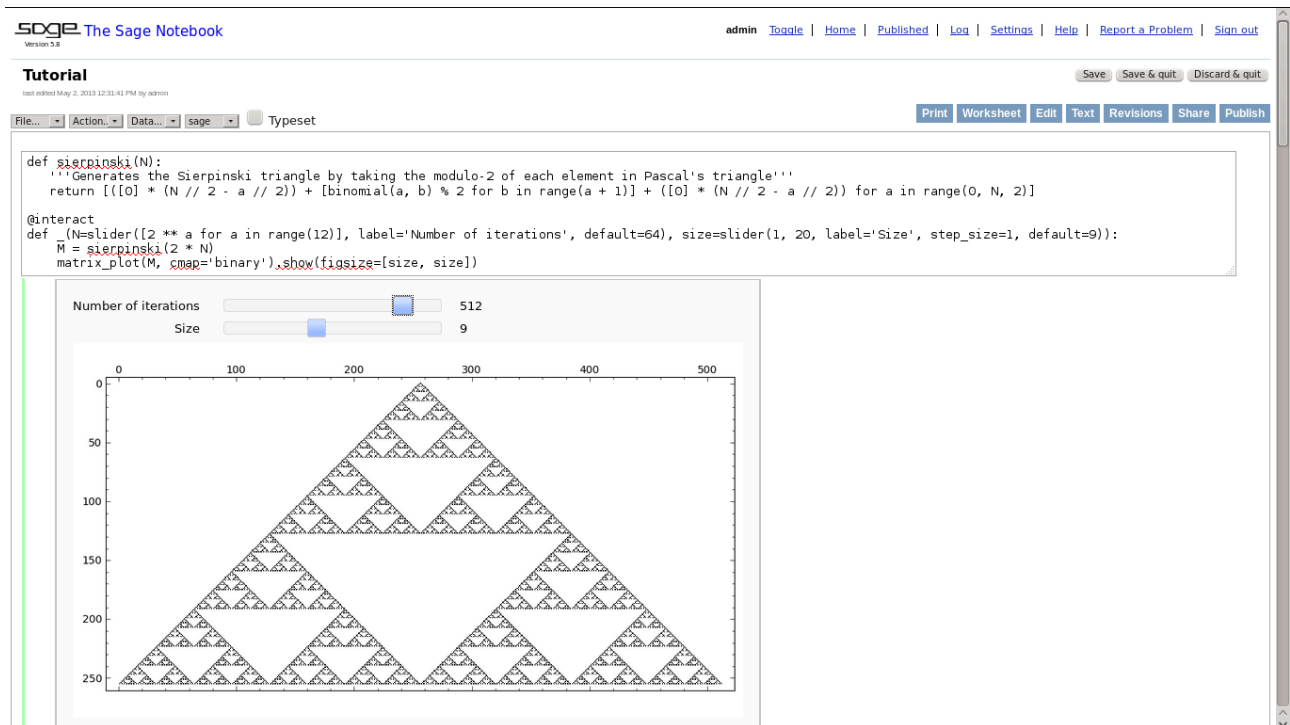 sage The Sage Notebook
Version 5.8
admin Toggle | Home | Published | Log | Settings | Help | Report a Problem | Sign out
Tutorial
Save Save & quit Discard & quit
last edited May 2, 2013 12:31:41 PM by admin
File... Action.. Data... sage Typeset
Print Worksheet Edit Text Revisions Share Publish
def sierpinski(N):
'''Generates the Sierpinski triangle by taking the modulo-2 of each element in Pascal's triangle'''
return [([0] * (N // 2 - a // 2)) + [binomial(a, b) % 2 for b in range(a + 1)] + ([0] * (N // 2 - a // 2)) for a in range(0, N, 2)]
@interact
def _(N=slider([2 ** a for a in range(12)], label='Number of iterations', default=64), size=slider(1, 20, label='Size', step_size=1, default=9)):
M = sierpinski(2 * N)
matrix_plot(M, cmap='binary').show(figsize=[size, size])
Number of iterations 512
Size 9
0 100 200 300 400 500
0
50
100
150
200
250